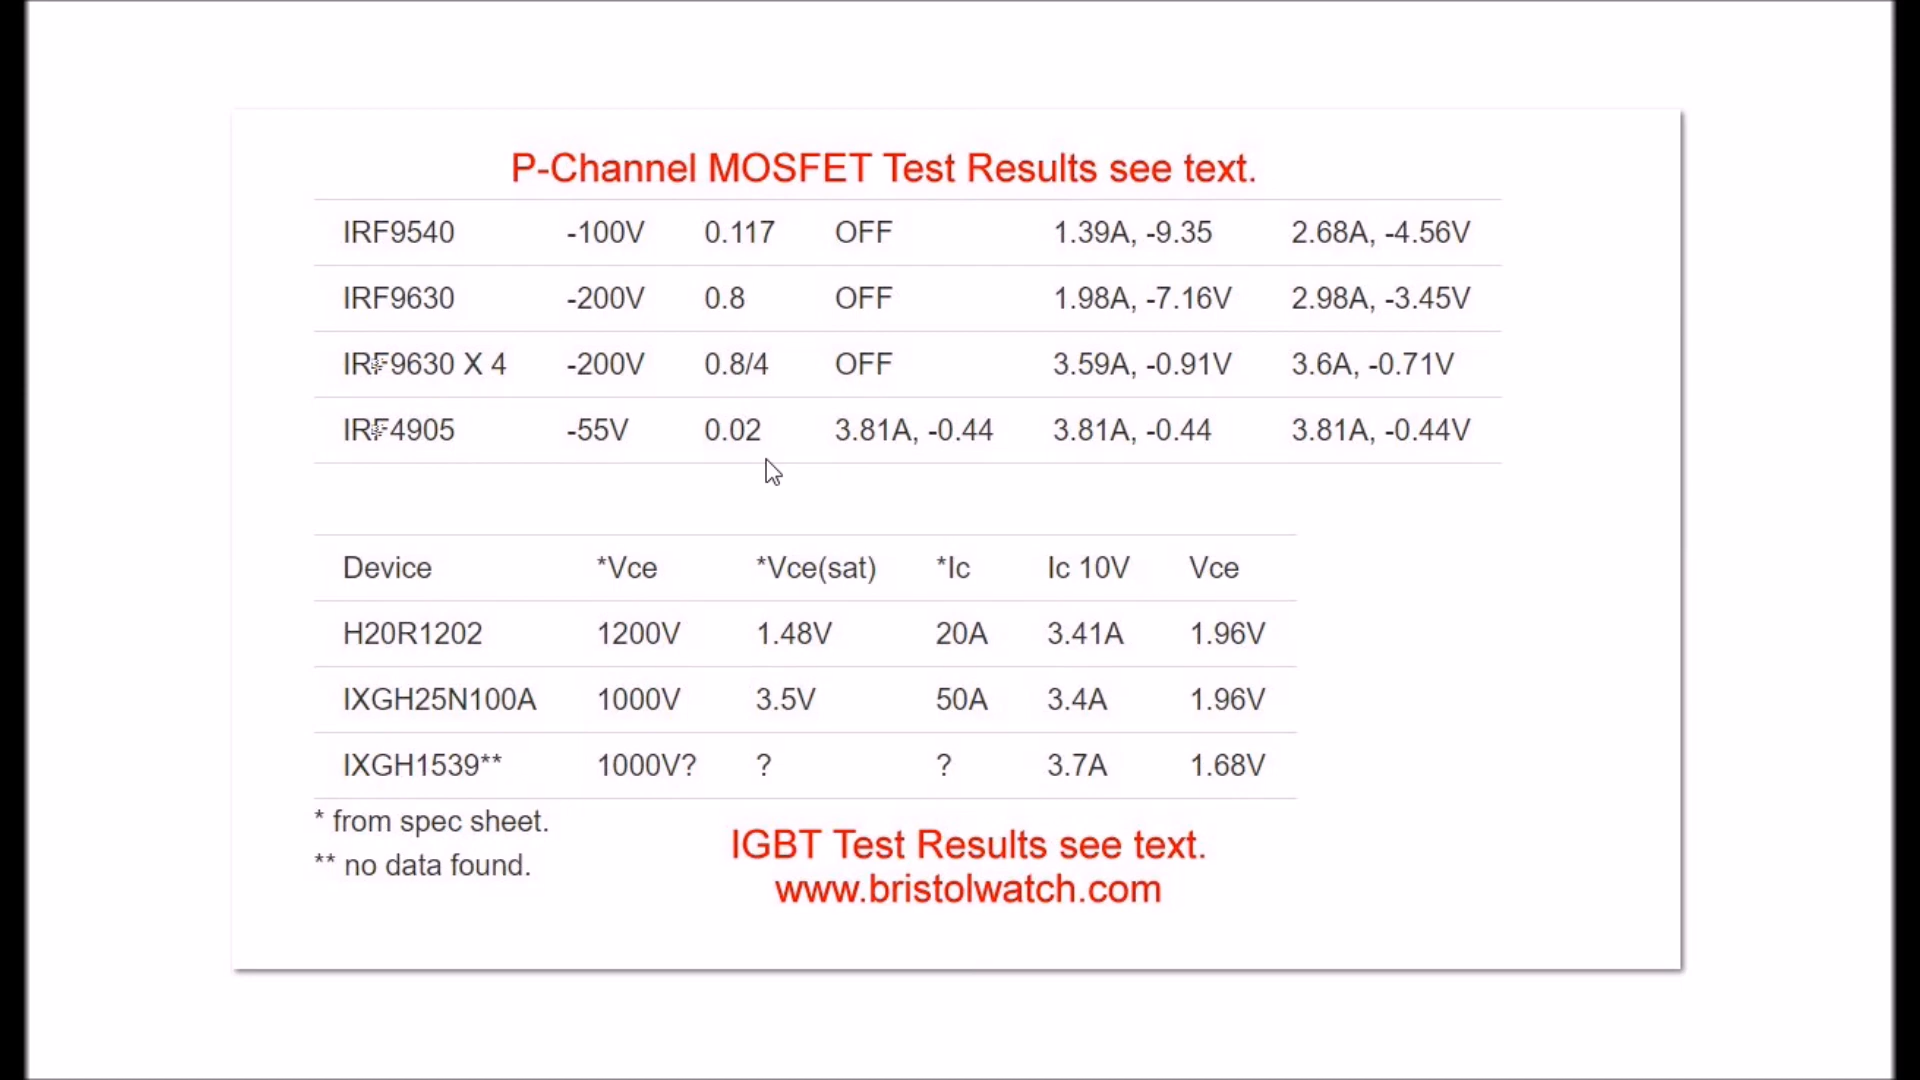 P-Channel MOSFET Test Results see text.
IRF9540 -100V 0.117 OFF 1.39A, -9.35 2.68A, -4.56V
IRF9630 -200V 0.8 OFF 1.98A, -7.16V 2.98A, -3.45V
IRF9630 X 4 -200V 0.8/4 OFF 3.59A, -0.91V 3.6A, -0.71V
IRF4905 -55V 0.02 3.81A, -0.44 3.81A, -0.44 3.81A, -0.44V
Device *Vce *Vce(sat) *Ic Ic 10V Vce
H20R1202 1200V 1.48V 20A 3.41A 1.96V
IXGH25N100A 1000V 3.5V 50A 3.4A 1.96V
IXGH1539** 1000V? ? ? 3.7A 1.68V
* from spec sheet.
** no data found.
IGBT Test Results see text.
www.bristolwatch.com